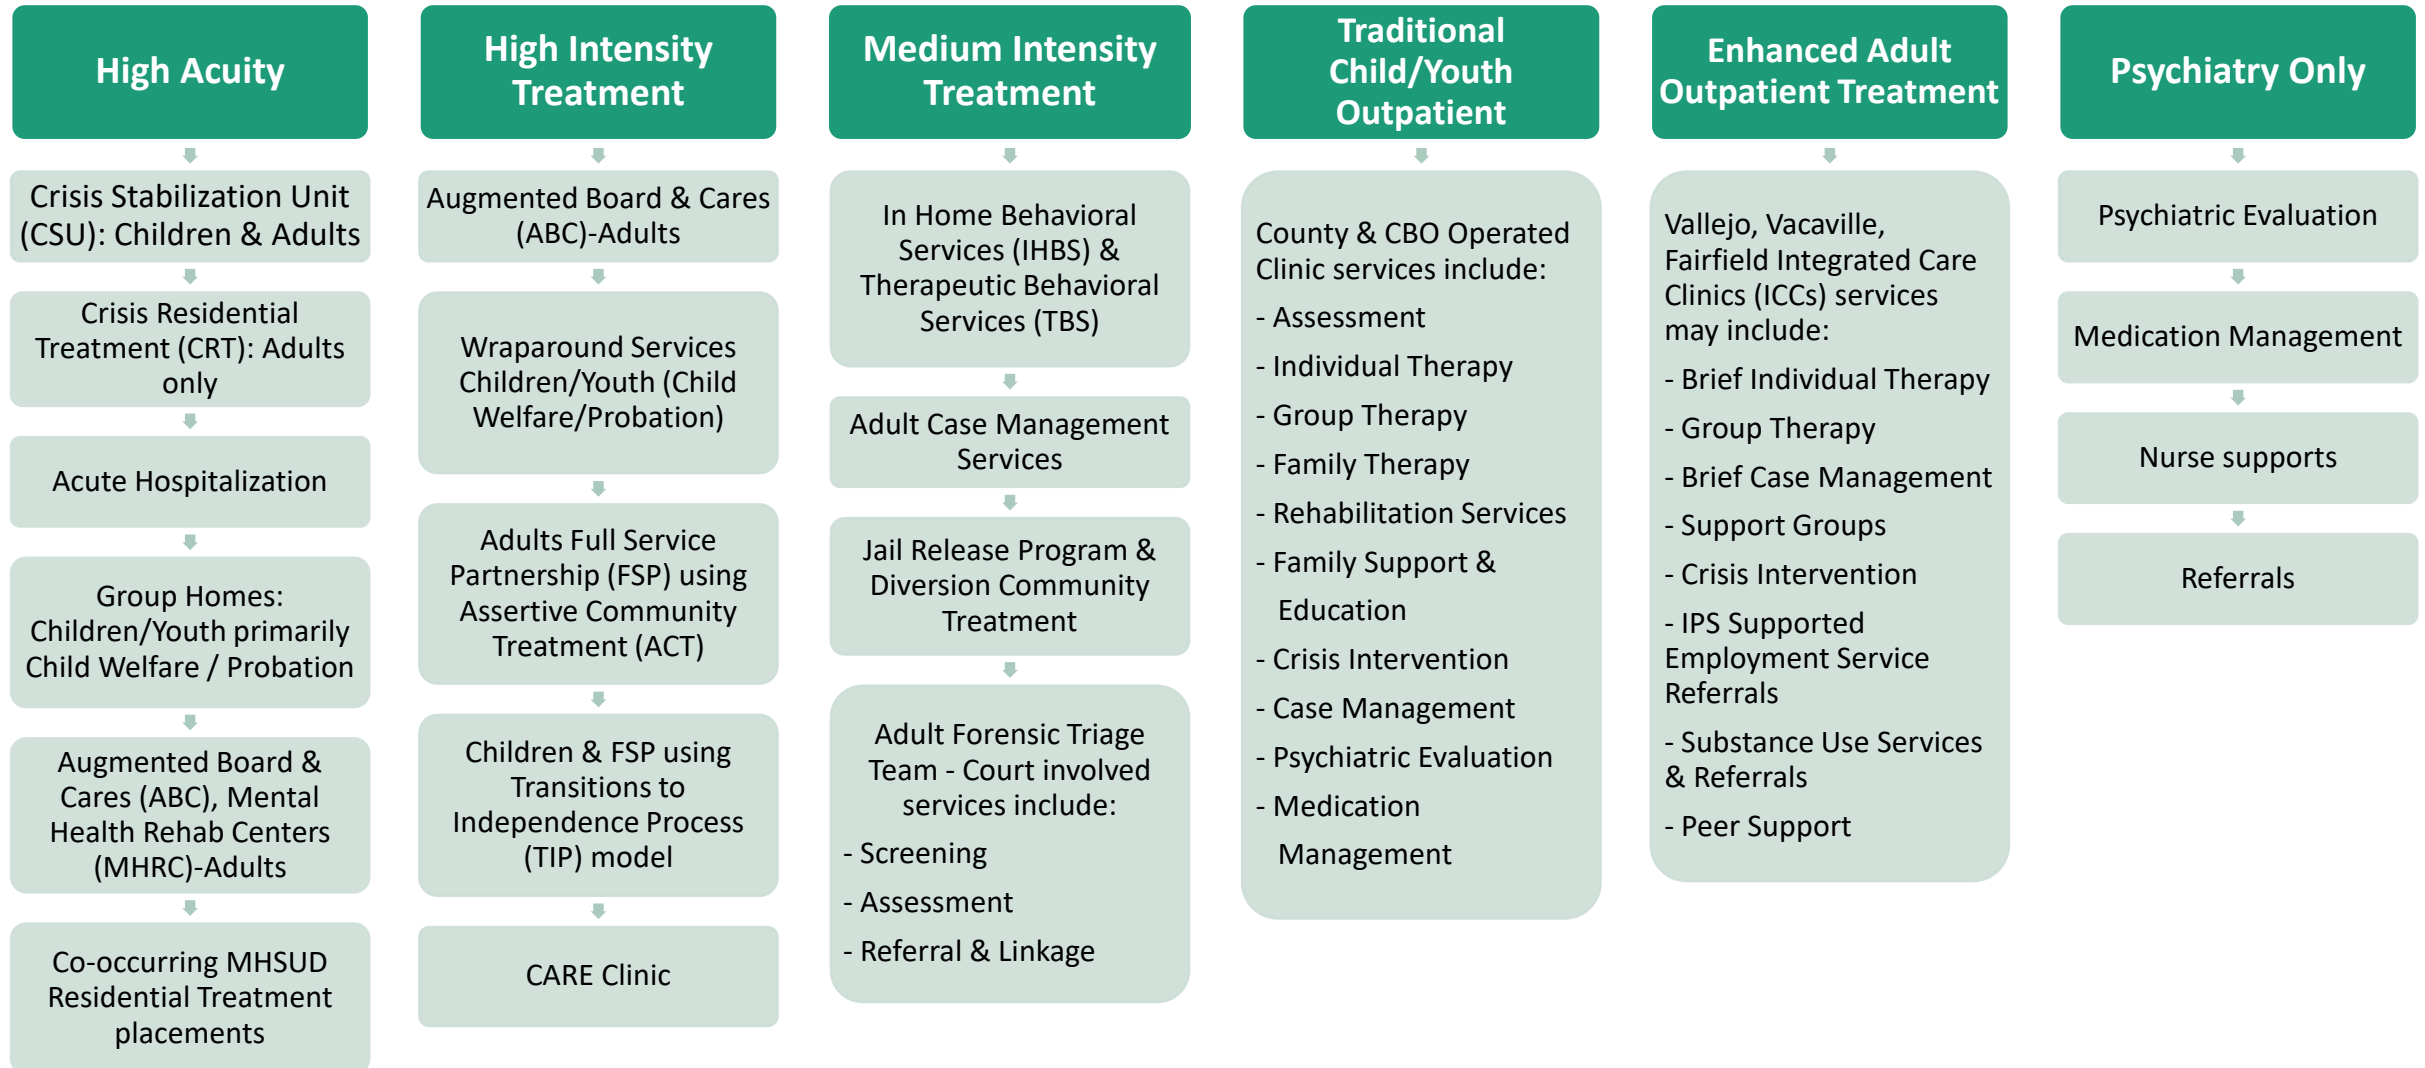 High Acuity
Crisis Stabilization Unit
(CSU): Children & Adults
Crisis Residential
Treatment (CRT): Adults
only
Acute Hospitalization
Group Homes:
Children/Youth primarily
Child Welfare / Probation
Augmented Board &
Cares (ABC), Mental
Health Rehab Centers
(MHRC)-Adults
Co-occurring MHSUD
Residential Treatment
placements
High Intensity
Treatment
Augmented Board & Cares
(ABC)-Adults
Wraparound Services
Children/Youth (Child
Welfare/Probation)
Adults Full Service
Partnership (FSP) using
Assertive Community
Treatment (ACT)
Children & FSP using
Transitions to
Independence Process
(TIP) model
CARE Clinic
Medium Intensity
Treatment
In Home Behavioral
Services (IHBS) &
Therapeutic Behavioral
Services (TBS)
Adult Case Management
Services
Jail Release Program &
Diversion Community
Treatment
Adult Forensic Triage
Team - Court involved
services include:
- Screening
- Assessment
- Referral & Linkage
Traditional
Child/Youth
Outpatient
County & CBO Operated
Clinic services include:
- Assessment
- Individual Therapy
- Group Therapy
- Family Therapy
- Rehabilitation Services
- Family Support &
Education
- Crisis Intervention
- Case Management
- Psychiatric Evaluation
- Medication
Management
Enhanced Adult
Outpatient Treatment
Vallejo, Vacaville,
Fairfield Integrated Care
Clinics (ICCs) services
may include:
- Brief Individual Therapy
- Group Therapy
- Brief Case Management
- Support Groups
- Crisis Intervention
- IPS Supported
Employment Service
Referrals
- Substance Use Services
& Referrals
- Peer Support
Psychiatry Only
Psychiatric Evaluation
Medication Management
Nurse supports
Referrals